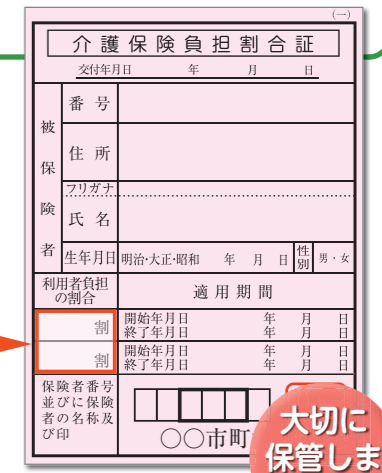 (一)
介護保険負担割合証
交付年月日 年 月 日
被保険者
番号
住所
フリガナ
氏名
生年月日 明治・大正・昭和 年 月 日 性別 男・女
利用者負担
の割合
適用期間
割 開始年月日 年 月 日
終了年月日 年 月 日
割 開始年月日 年 月 日
終了年月日 年 月 日
保険者番号
並びに保険
者の名称及
び印
〇〇市町
大切に
保管しま